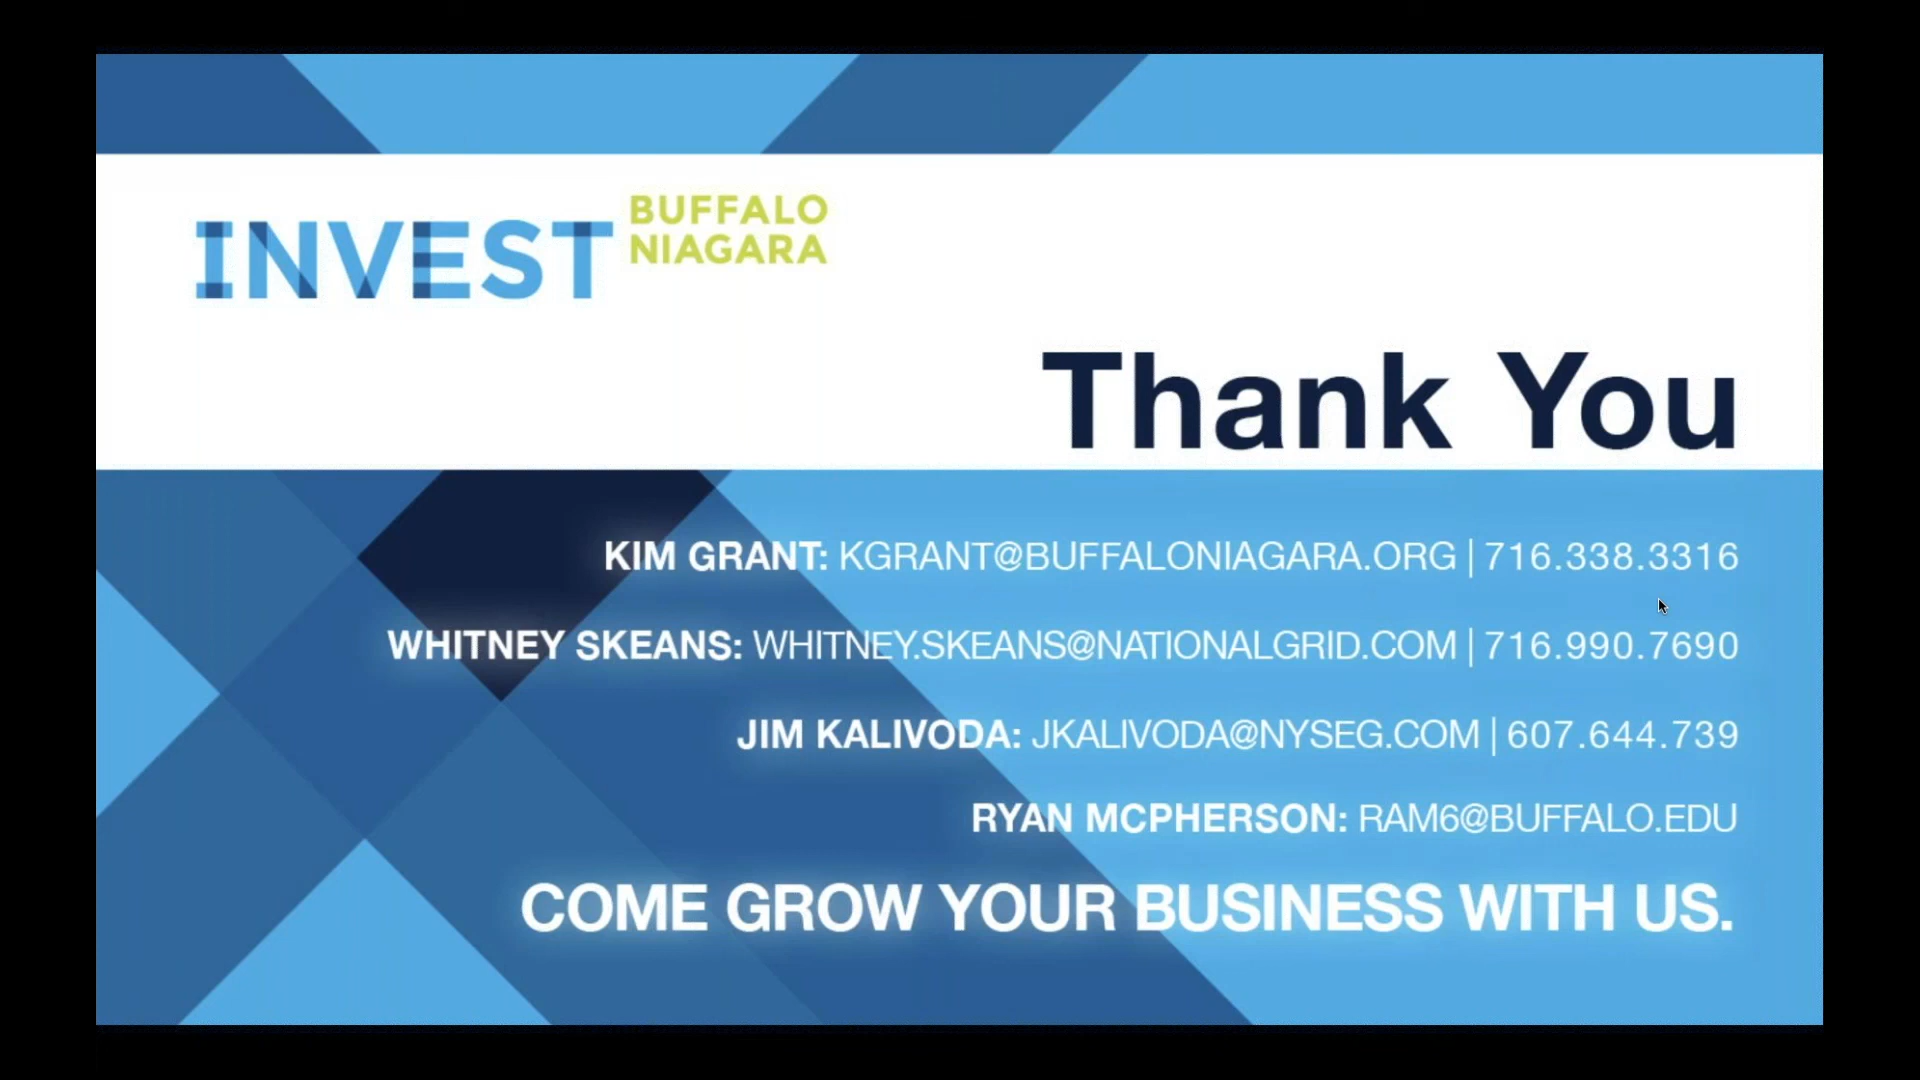 INVEST BUFFALO
NIAGARA
Thank You
KIM GRANT: KGRANT@BUFFALONIAGARA.ORG | 716.338.3316
WHITNEY SKEANS: WHITNEY.SKEANS@NATIONALGRID.COM | 716.990.7690
JIM KALIVODA: JKALIVODA@NYSEG.COM | 607.644.739
RYAN MCPHERSON: RAM6@BUFFALO.EDU
COME GROW YOUR BUSINESS WITH US.